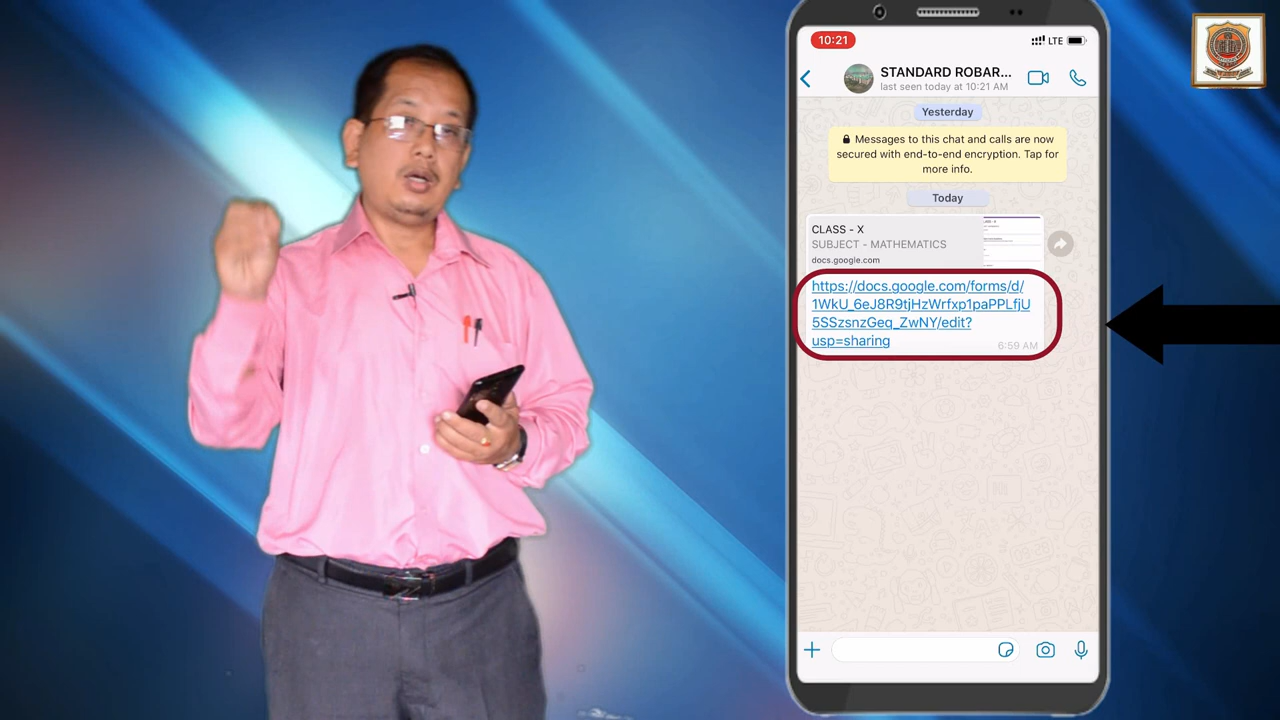 10:21
LTE
STANDARD ROBAR...
last seen today at 10:21 AM
Yesterday
Messages to this chat and calls are now
secured with end-to-end encryption. Tap for
more info.
Today
CLASS - X
SUBJECT - MATHEMATICS
docs.google.com
https://docs.google.com/forms/d/
1WkU_6eJ8R9tjHzWrfxp1paPPLfjU
5SSzsnzGeq_ZwNY/edit?
usp=sharing
6:59 AM